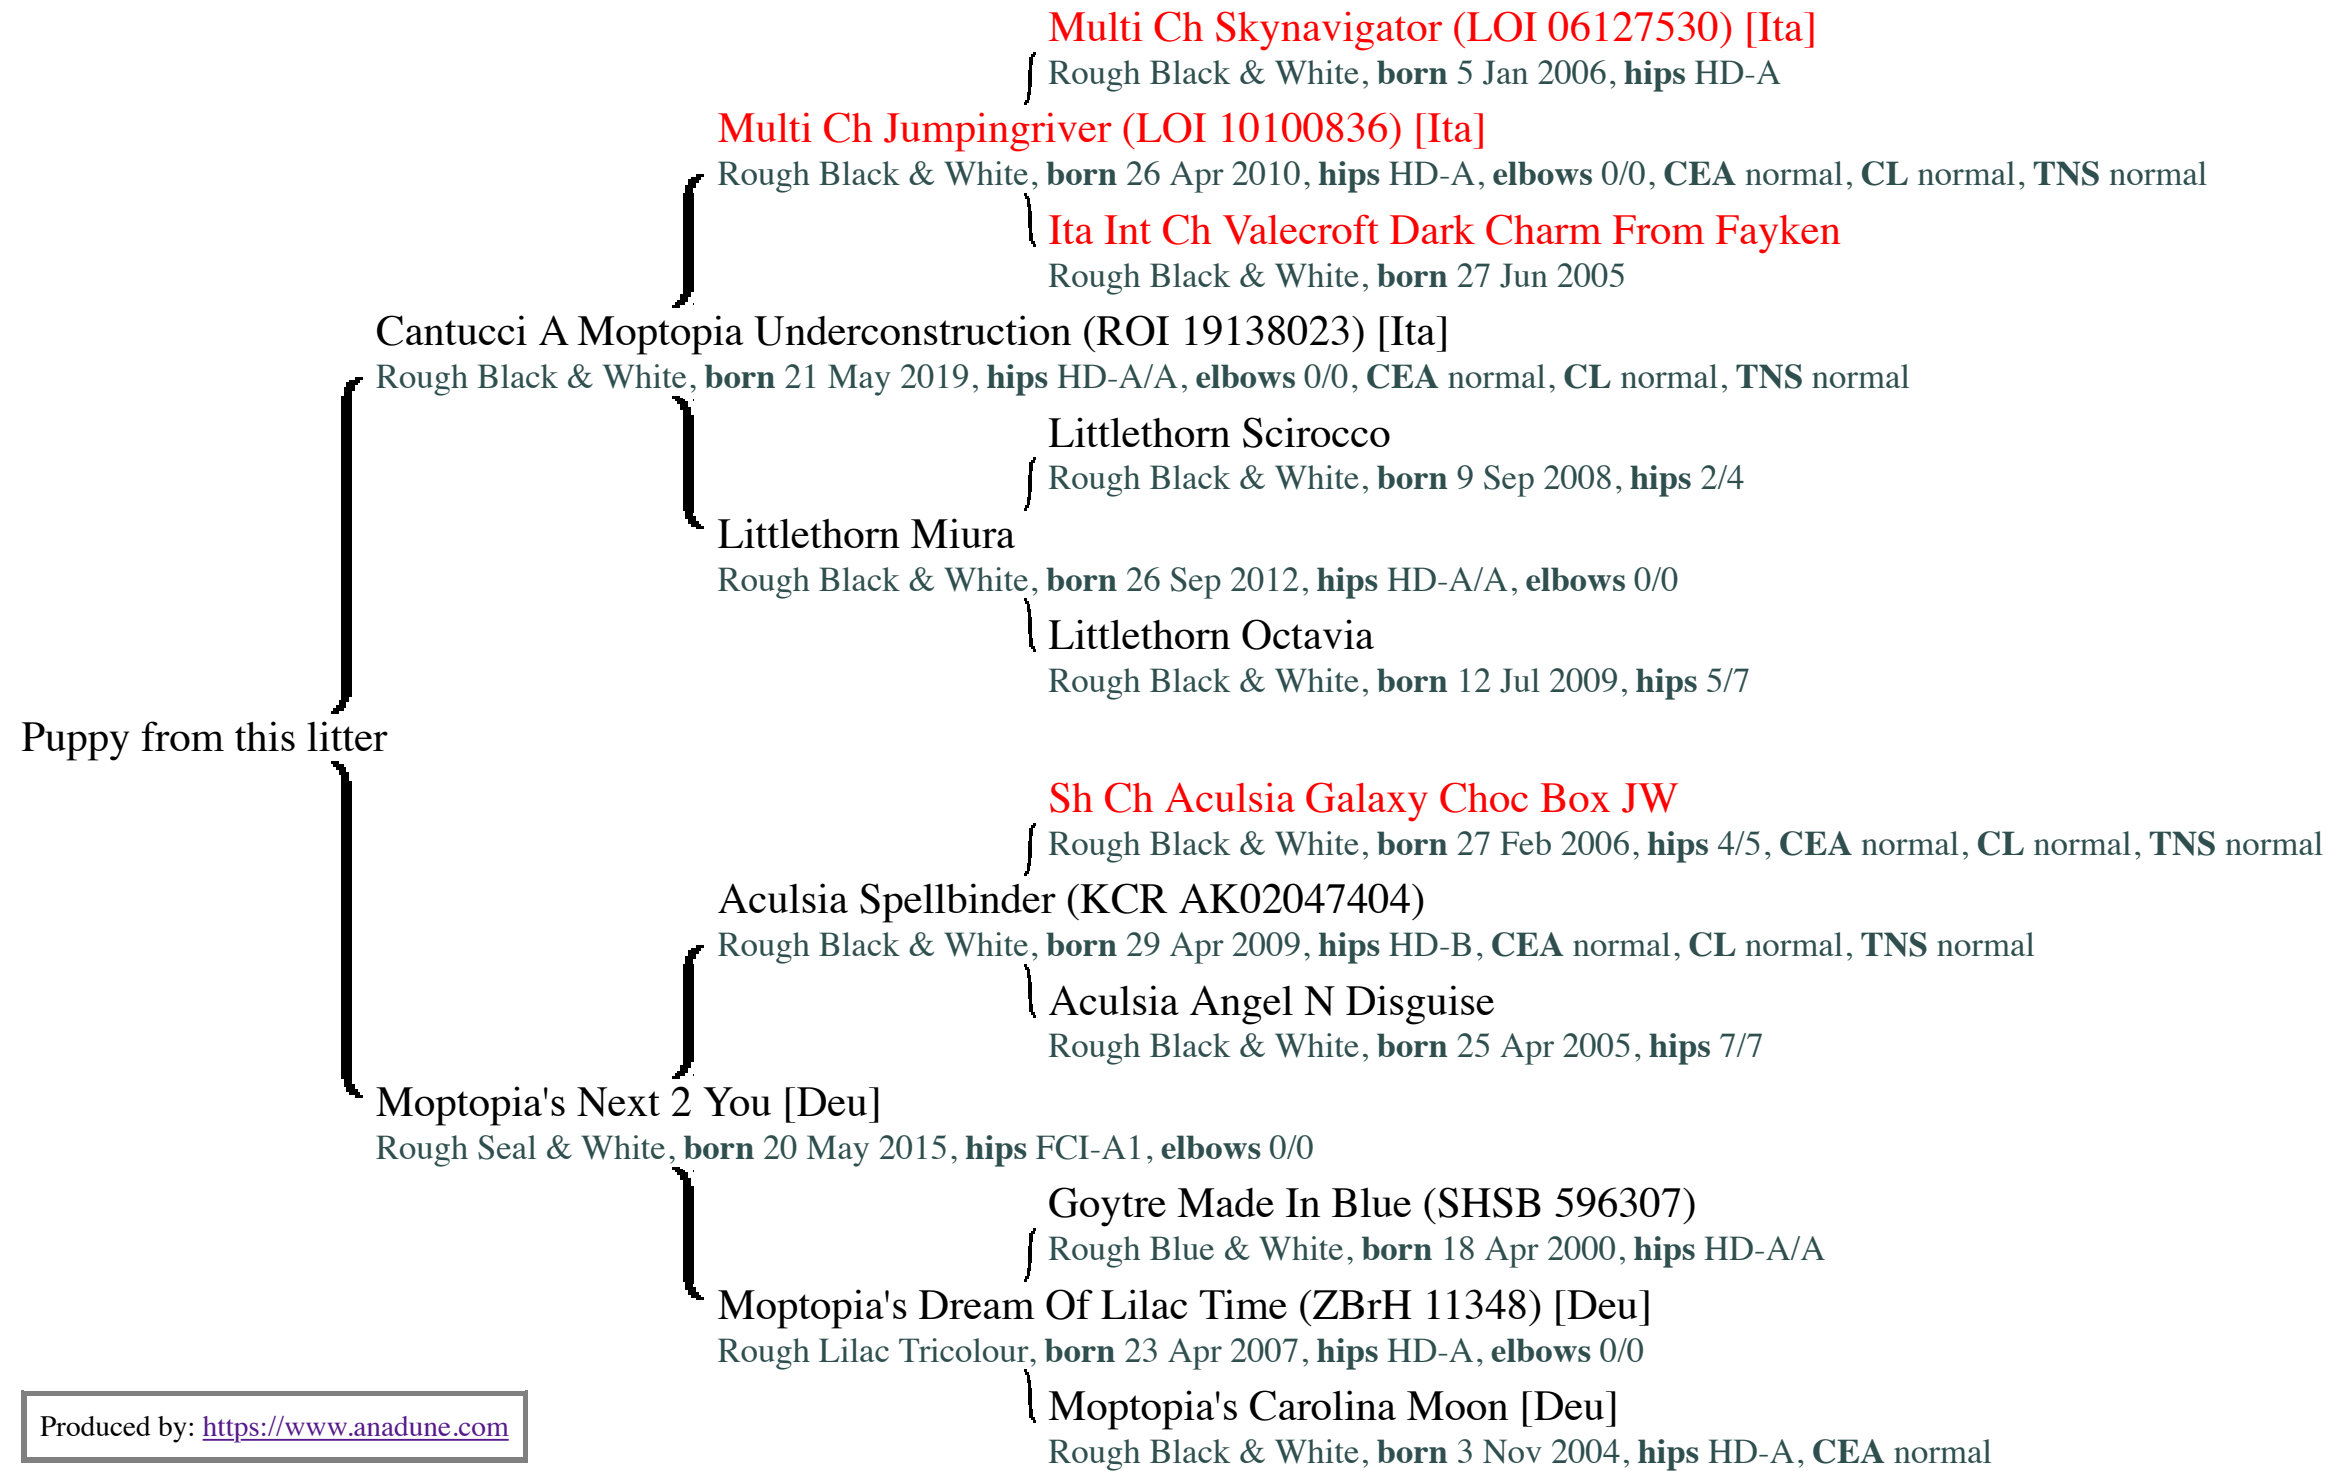 Multi Ch Skynavigator (LOI 06127530) [Ita]
Rough Black & White, born 5 Jan 2006, hips HD-A
Multi Ch Jumpingriver (LOI 10100836) [Ita]
Rough Black & White, born 26 Apr 2010, hips HD-A, elbows 0/0, CEA normal, CL normal, TNS normal
Ita Int Ch Valecroft Dark Charm From Fayken
Rough Black & White, born 27 Jun 2005
Cantucci A Moptopia Underconstruction (ROI 19138023) [Ita]
Rough Black & White, born 21 May 2019, hips HD-A/A, elbows 0/0, CEA normal, CL normal, TNS normal
Littlethorn Scirocco
Rough Black & White, born 9 Sep 2008, hips 2/4
Littlethorn Miura
Rough Black & White, born 26 Sep 2012, hips HD-A/A, elbows 0/0
Littlethorn Octavia
Rough Black & White, born 12 Jul 2009, hips 5/7
Puppy from this litter
Sh Ch Aculsia Galaxy Choc Box JW
Rough Black & White, born 27 Feb 2006, hips 4/5, CEA normal, CL normal, TNS normal
Aculsia Spellbinder (KCR AK02047404)
Rough Black & White, born 29 Apr 2009, hips HD-B, CEA normal, CL normal, TNS normal
Aculsia Angel N Disguise
Rough Black & White, born 25 Apr 2005, hips 7/7
Moptopia's Next 2 You [Deu]
Rough Seal & White, born 20 May 2015, hips FCI-A1, elbows 0/0
Goytre Made In Blue (SHSB 596307)
Rough Blue & White, born 18 Apr 2000, hips HD-A/A
Moptopia's Dream Of Lilac Time (ZBrH 11348) [Deu]
Rough Lilac Tricolour, born 23 Apr 2007, hips HD-A, elbows 0/0
Moptopia's Carolina Moon [Deu]
Rough Black & White, born 3 Nov 2004, hips HD-A, CEA normal
Produced by: https://www.anadune.com